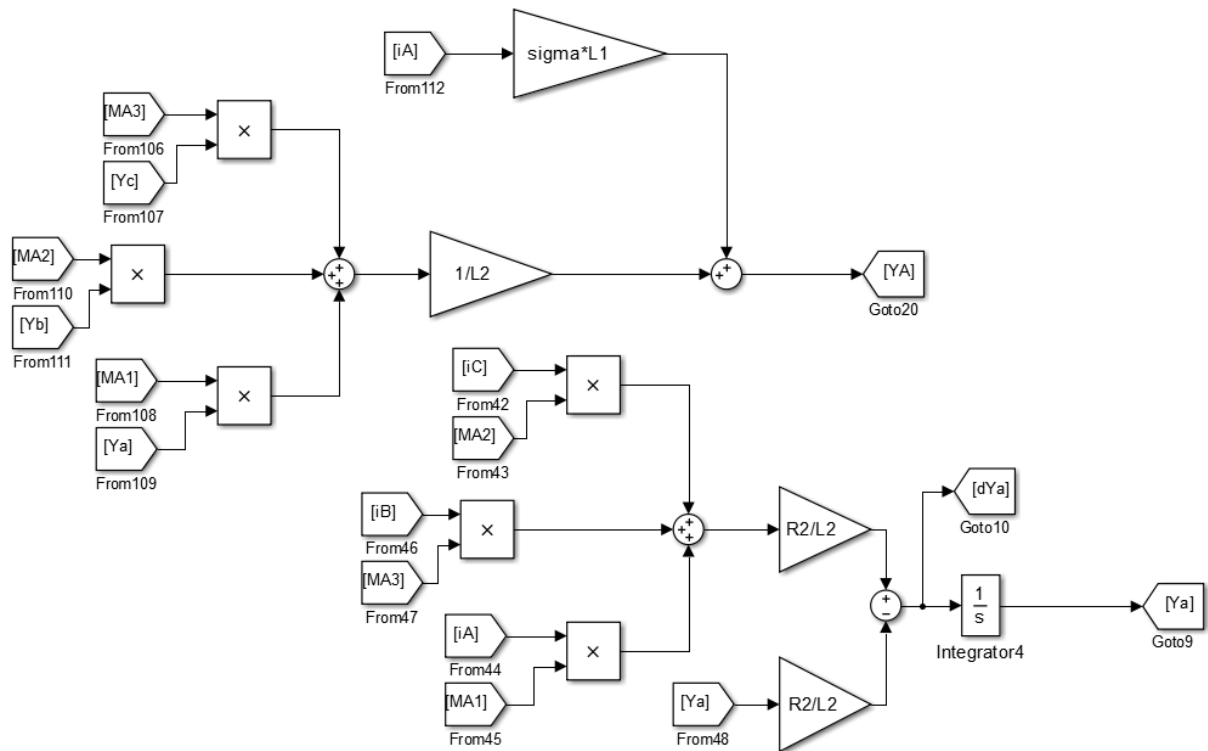 [iA]
From112
sigma*L1
[MA3]
From106
×
[Yc]
From107
[MA2]
From110
×
[Yb]
From111
+
+
+
1/L2
+
+
[YA]
Goto20
[MA1]
From108
×
[Ya]
From109
[iC]
From42
×
[MA2]
From43
[iB]
From46
×
[MA3]
From47
+
+
+
R2/L2
[dYa]
Goto10
[iA]
From44
×
[MA1]
From45
[Ya]
From48
R2/L2
+
−
1
s
Integrator4
[Ya]
Goto9